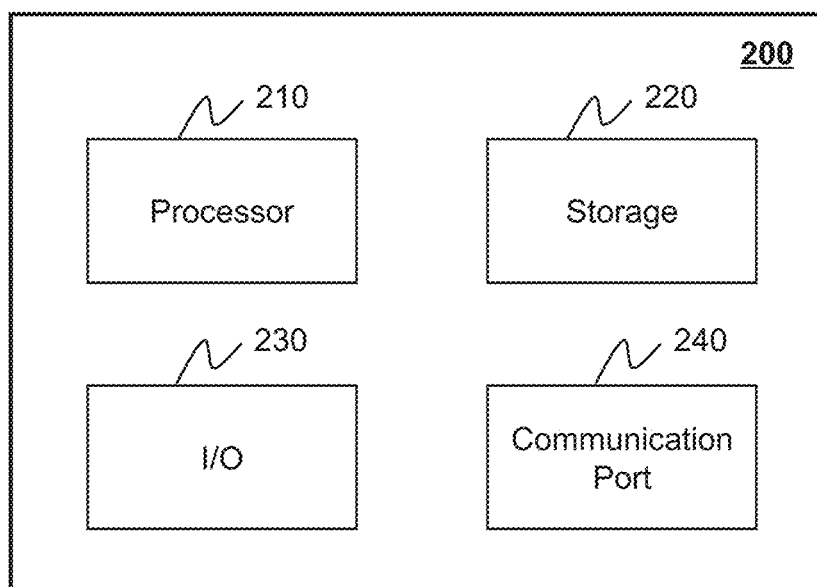 200
210
Processor
220
Storage
230
I/O
240
Communication
Port